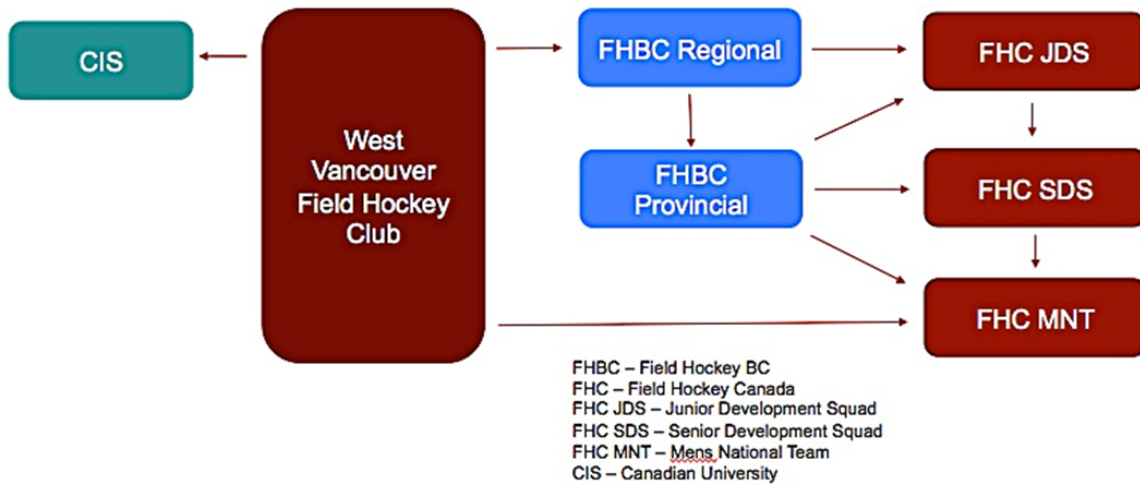 CIS
West
Vancouver
Field Hockey
Club
FHBC Regional
FHBC
Provincial
FHC JDS
FHC SDS
FHC MNT
FHBC – Field Hockey BC
FHC – Field Hockey Canada
FHC JDS – Junior Development Squad
FHC SDS – Senior Development Squad
FHC MNT – Mens National Team
CIS – Canadian University